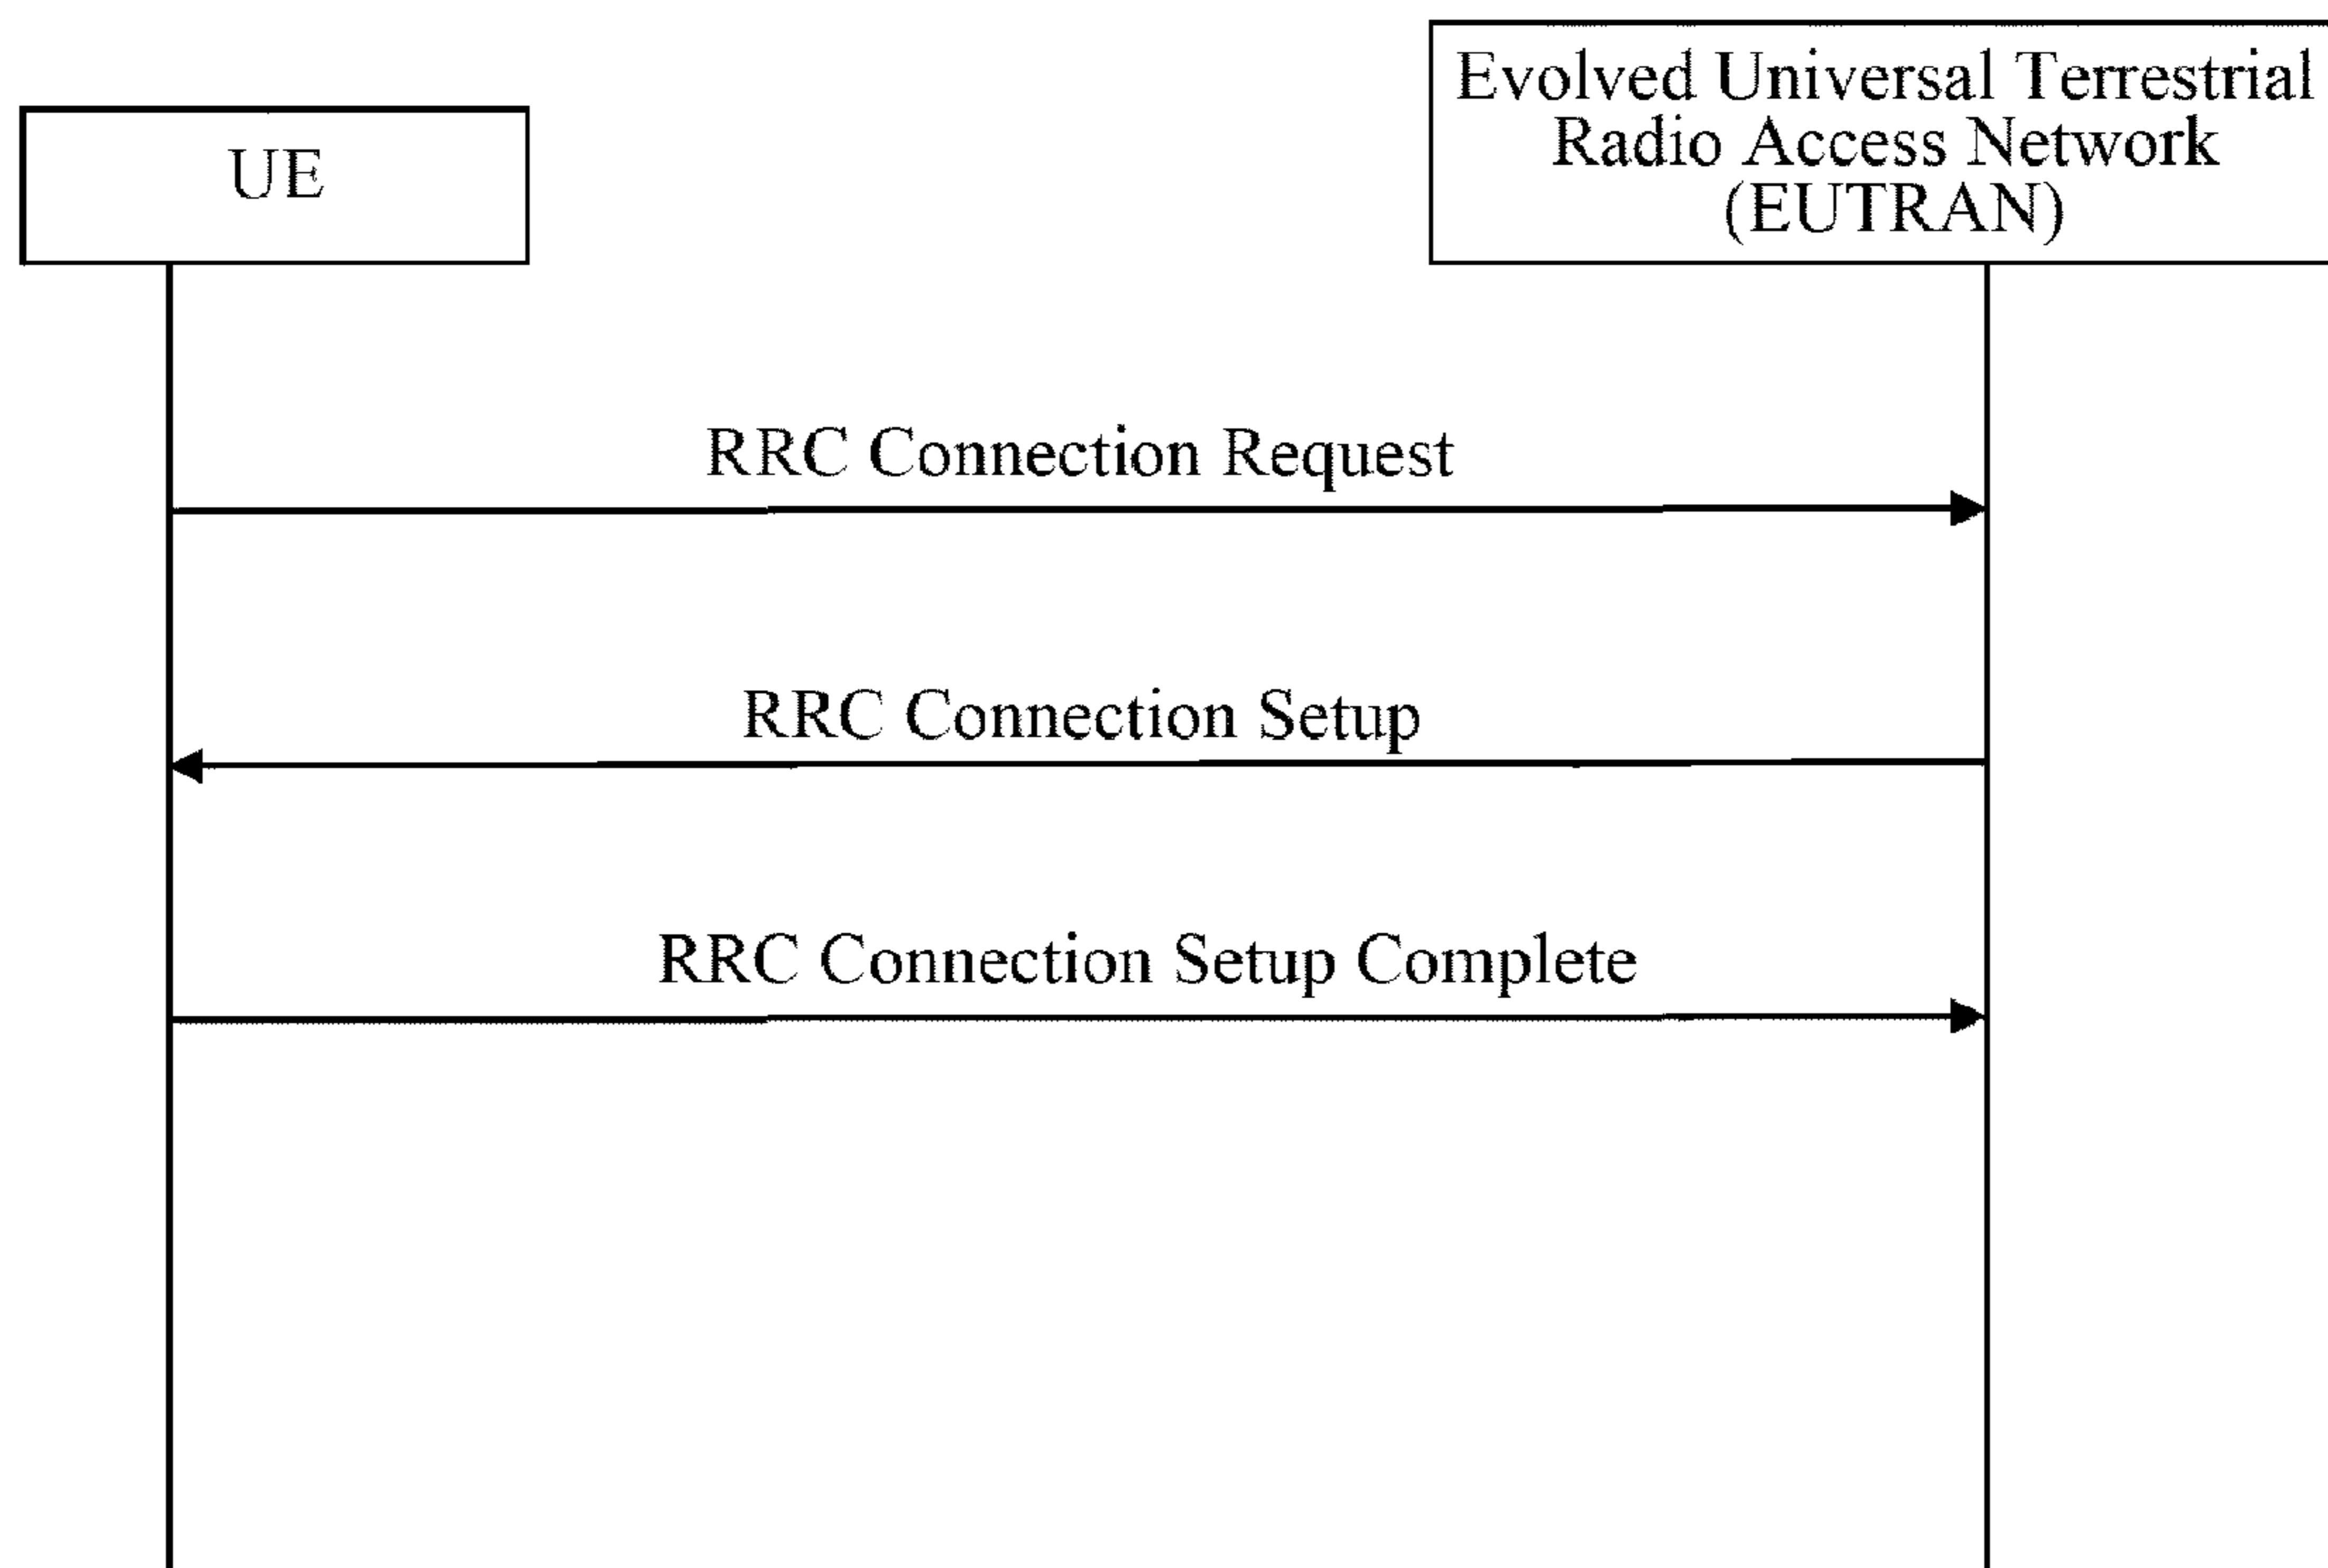 UE
Evolved Universal Terrestrial
Radio Access Network
(EUTRAN)
RRC Connection Request
RRC Connection Setup
RRC Connection Setup Complete